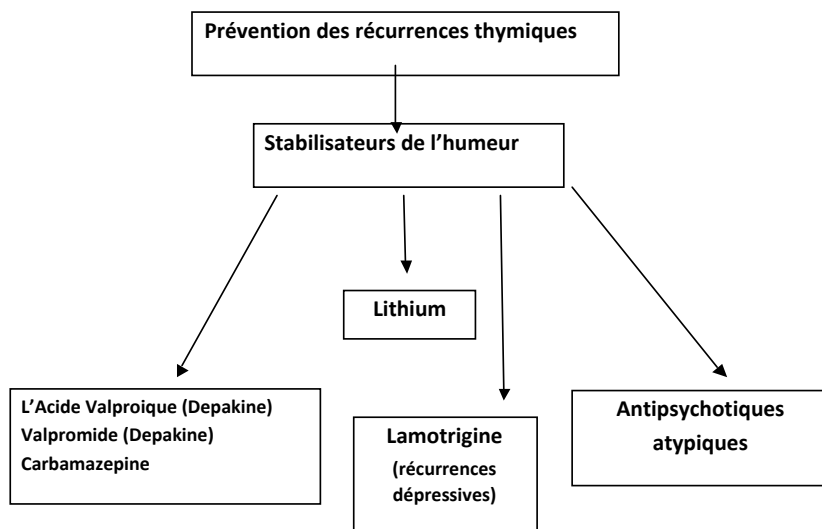 Prévention des récurrences thymiques
Stabilisateurs de l’humeur
Lithium
L’Acide Valproique (Depakine)
Valpromide (Depakine)
Carbamazepine
Lamotrigine
(récurrences
dépressives)
Antipsychotiques
atypiques